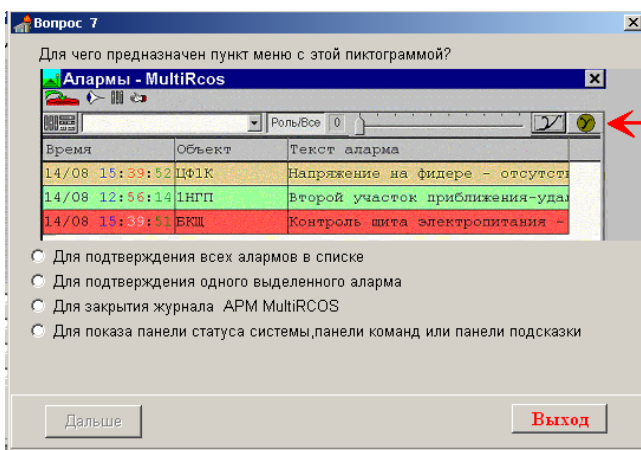 Вопрос 7
Для чего предназначен пункт меню с этой пиктограммой?
Алармы - MultiRcos
Роль/Все 0
Время Объект Текст аларма
14/08 15:39:52 ЦФ1К Напряжение на фидере - отсутст
14/08 12:56:14 1НГП Второй участок приближения-уда
14/08 15:39:51 БКЩ Контроль щита электропитания -
Для подтверждения всех алармов в списке
Для подтверждения одного выделенного аларма
Для закрытия журнала АРМ MultiRCOS
Для показа панели статуса системы,панели команд или панели подсказки
Дальше
Выход